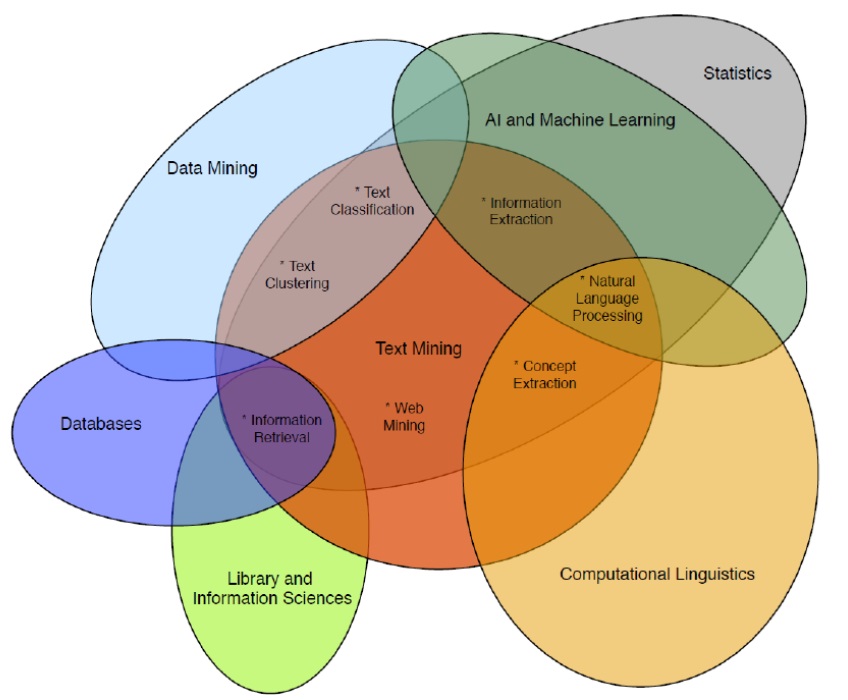 Statistics
AI and Machine Learning
Data Mining
* Text
Classification
* Information
Extraction
* Text
Clustering
* Natural
Language
Processing
Text Mining
* Concept
Extraction
* Web
Mining
Databases
* Information
Retrieval
Library and
Information Sciences
Computational Linguistics